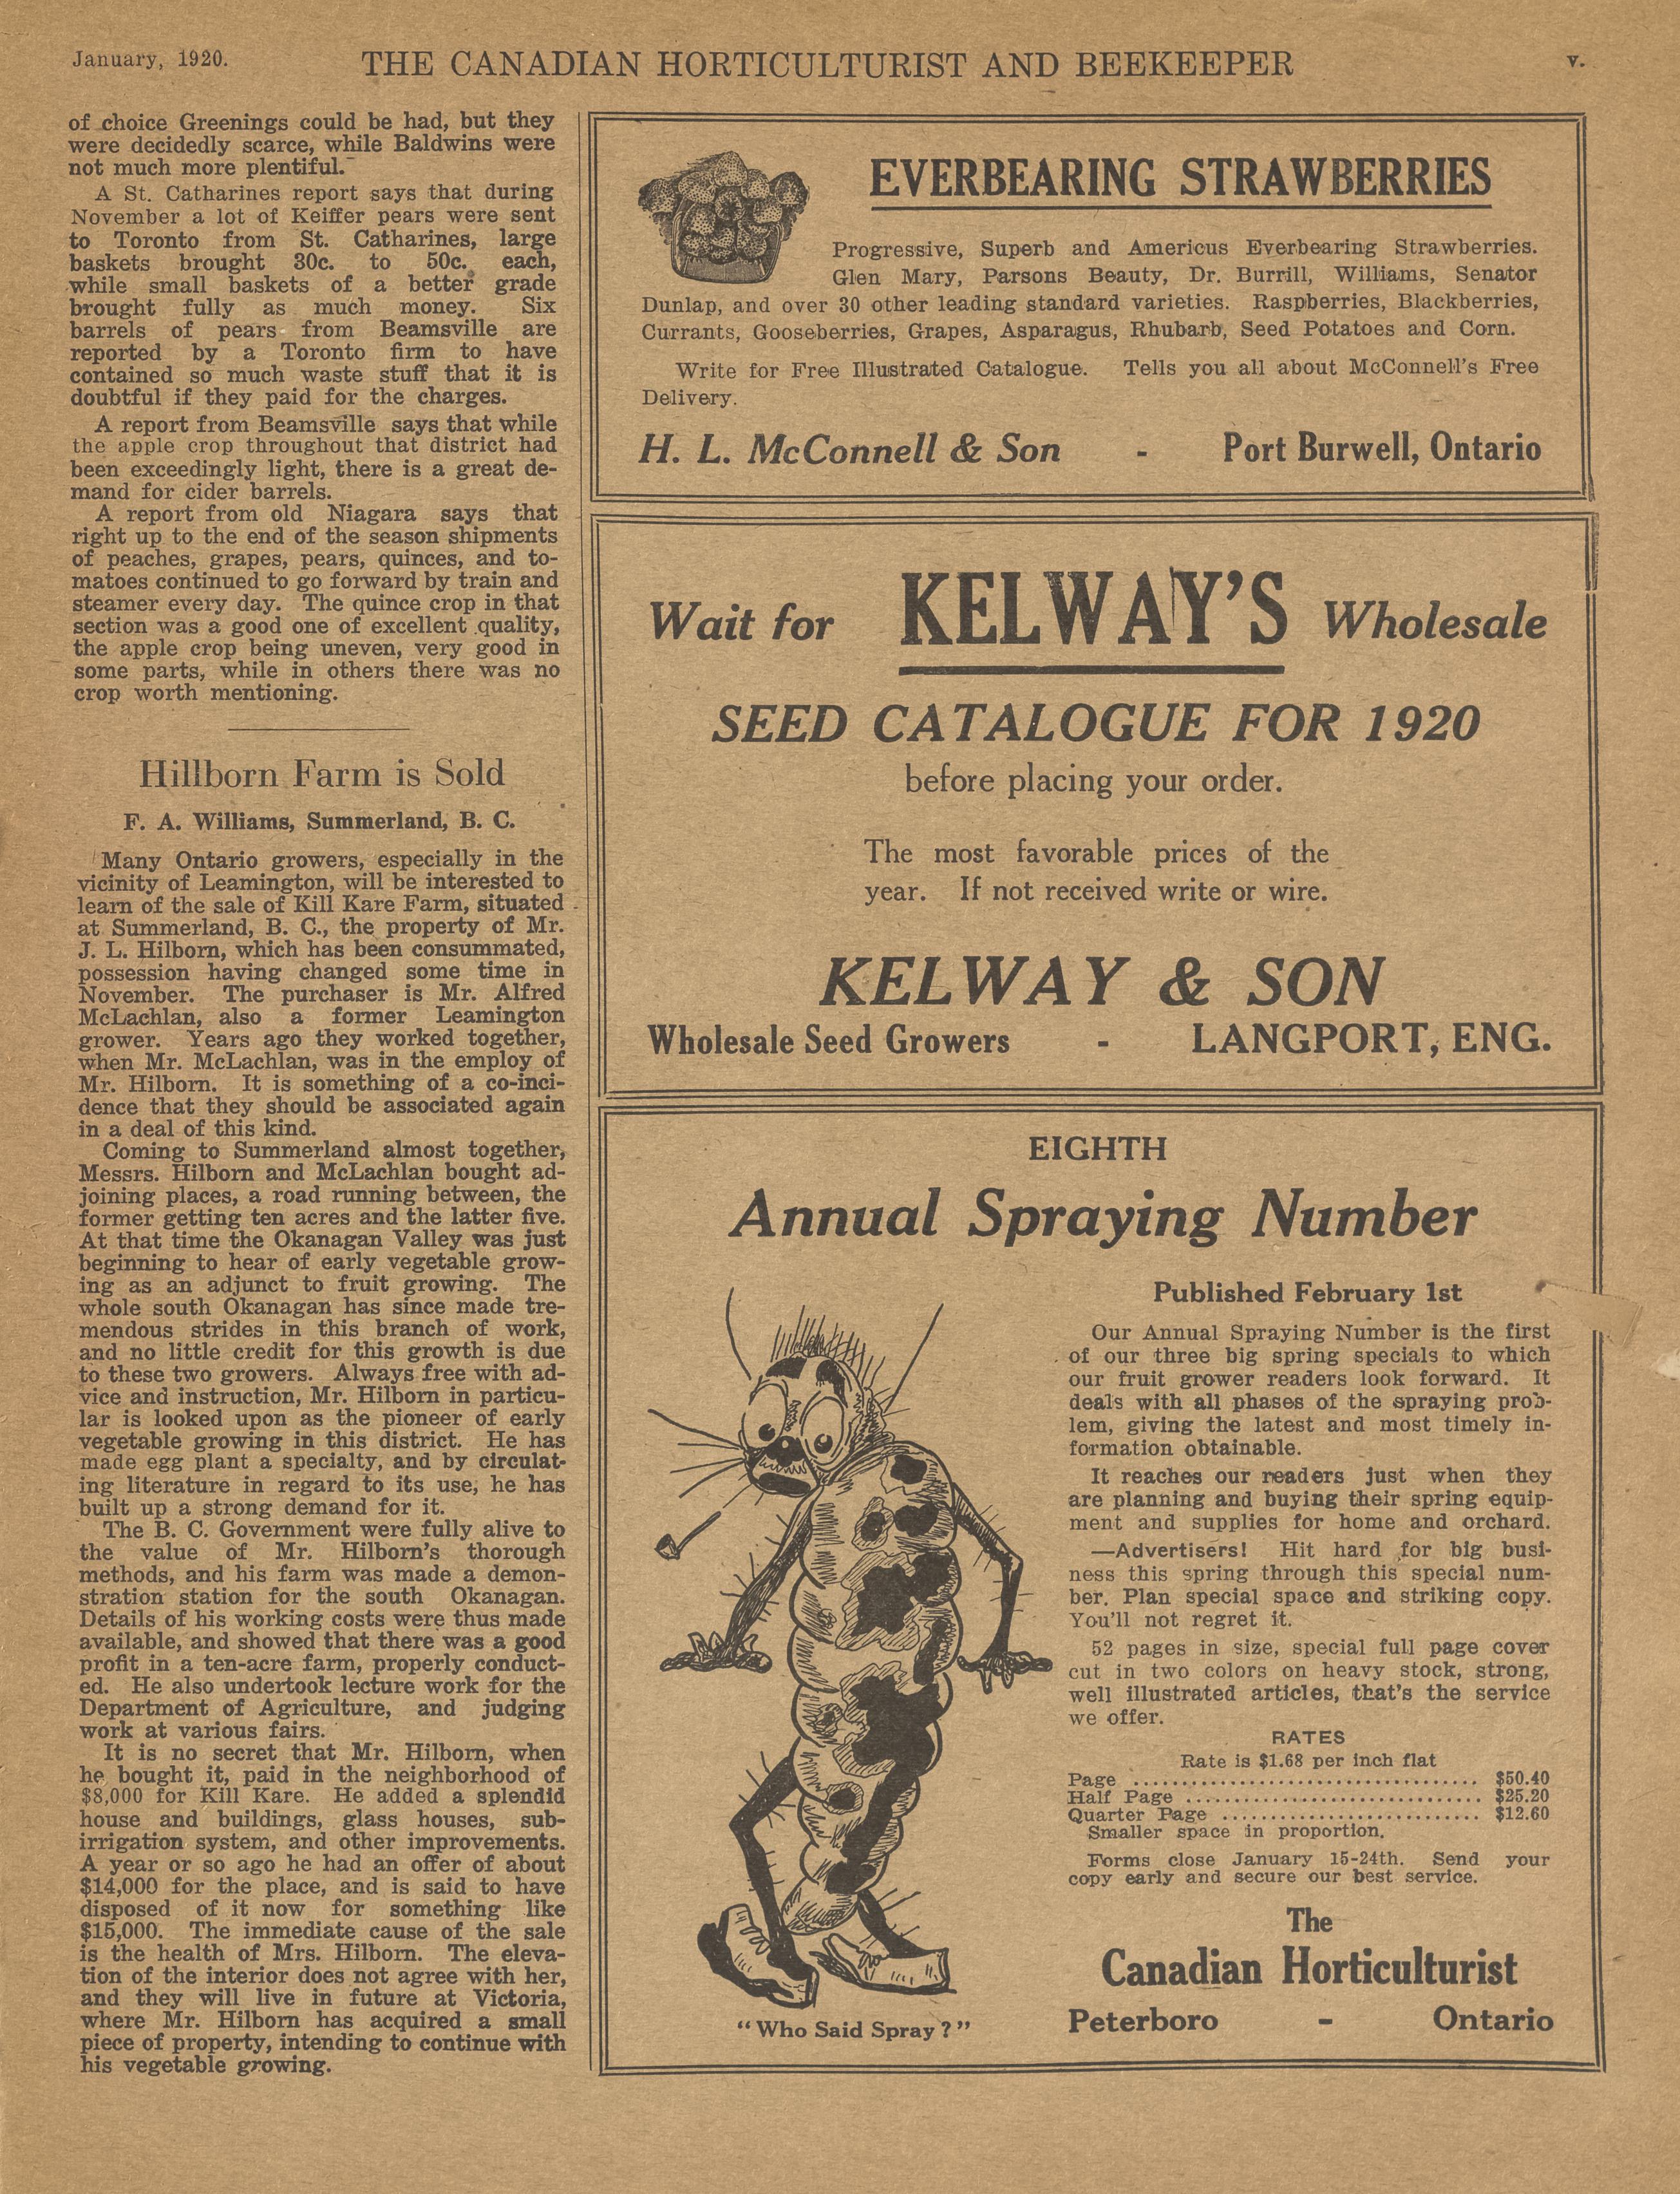 January, 1920.
THE CANADIAN HORTICULTURIST AND BEEKEEPER
v.
of choice Greenings could be had, but they
were decidedly scarce, while Baldwins were
not much more plentiful.
A St. Catharines report says that during
November a lot of Keiffer pears were sent
to Toronto from St. Catharines, large
baskets brought 30c. to 50c. each,
while small baskets of a better grade
brought fully as much money. Six
barrels of pears from Beamsville are
reported by a Toronto firm to have
contained so much waste stuff that it is
doubtful if they paid for the charges.
A report from Beamsville says that while
the apple crop throughout that district had
been exceedingly light, there is a great de-
mand for cider barrels.
A report from old Niagara says that
right up to the end of the season shipments
of peaches, grapes, pears, quinces, and to-
matoes continued to go forward by train and
steamer every day. The quince crop in that
section was a good one of excellent quality,
the apple crop being uneven, very good in
some parts, while in others there was no
crop worth mentioning.
Hillborn Farm is Sold
F. A. Williams, Summerland, B. C.
Many Ontario growers, especially in the
vicinity of Leamington, will be interested to
learn of the sale of Kill Kare Farm, situated
at Summerland, B. C., the property of Mr.
J. L. Hilborn, which has been consummated,
possession having changed some time in
November. The purchaser is Mr. Alfred
McLachlan, also a former Leamington
grower. Years ago they worked together,
when Mr. McLachlan, was in the employ of
Mr. Hilborn. It is something of a co-inci-
dence that they should be associated again
in a deal of this kind.
Coming to Summerland almost together,
Messrs. Hilborn and McLachlan bought ad-
joining places, a road running between, the
former getting ten acres and the latter five.
At that time the Okanagan Valley was just
beginning to hear of early vegetable grow-
ing as an adjunct to fruit growing. The
whole south Okanagan has since made tre-
mendous strides in this branch of work,
and no little credit for this growth is due
to these two growers. Always free with ad-
vice and instruction, Mr. Hilborn in particu-
lar is looked upon as the pioneer of early
vegetable growing in this district. He has
made egg plant a specialty, and by circulat-
ing literature in regard to its use, he has
built up a strong demand for it.
The B. C. Government were fully alive to
the value of Mr. Hilborn's thorough
methods, and his farm was made a demon-
stration station for the south Okanagan.
Details of his working costs were thus made
available, and showed that there was a good
profit in a ten-acre farm, properly conduct-
ed. He also undertook lecture work for the
Department of Agriculture, and judging
work at various fairs.
It is no secret that Mr. Hilborn, when
he bought it, paid in the neighborhood of
$8,000 for Kill Kare. He added a splendid
house and buildings, glass houses, sub-
irrigation system, and other improvements.
A year or so ago he had an offer of about
$14,000 for the place, and is said to have
disposed of it now for something like
$15,000. The immediate cause of the sale
is the health of Mrs. Hilborn. The eleva-
tion of the interior does not agree with her,
and they will live in future at Victoria,
where Mr. Hilborn has acquired a small
piece of property, intending to continue with
his vegetable growing.
EVERBEARING STRAWBERRIES
Progressive, Superb and Americus Everbearing Strawberries.
Glen Mary, Parsons Beauty, Dr. Burrill, Williams, Senator
Dunlap, and over 30 other leading standard varieties. Raspberries, Blackberries,
Currants, Gooseberries, Grapes, Asparagus, Rhubarb, Seed Potatoes and Corn.
Write for Free Illustrated Catalogue. Tells you all about McConnell's Free
Delivery.
H. L. McConnell & Son - Port Burwell, Ontario
Wait for KELWAY'S Wholesale
SEED CATALOGUE FOR 1920
before placing your order.
The most favorable prices of the
year. If not received write or wire.
KELWAY & SON
Wholesale Seed Growers - LANGPORT, ENG.
EIGHTH
Annual Spraying Number
Published February 1st
Our Annual Spraying Number is the first
of our three big spring specials to which
our fruit grower readers look forward. It
deals with all phases of the spraying prob-
lem, giving the latest and most timely in-
formation obtainable.
It reaches our readers just when they
are planning and buying their spring equip-
ment and supplies for home and orchard.
—Advertisers! Hit hard for big busi-
ness this spring through this special num-
ber. Plan special space and striking copy.
You'll not regret it.
52 pages in size, special full page cover
cut in two colors on heavy stock, strong,
well illustrated articles, that's the service
we offer.
RATES
Rate is $1.68 per inch flat
Page .................................... $50.40
Half Page ............................... $25.20
Quarter Page ........................... $12.60
Smaller space in proportion.
Forms close January 15-24th. Send your
copy early and secure our best service.
The
Canadian Horticulturist
Peterboro - Ontario
"Who Said Spray?"